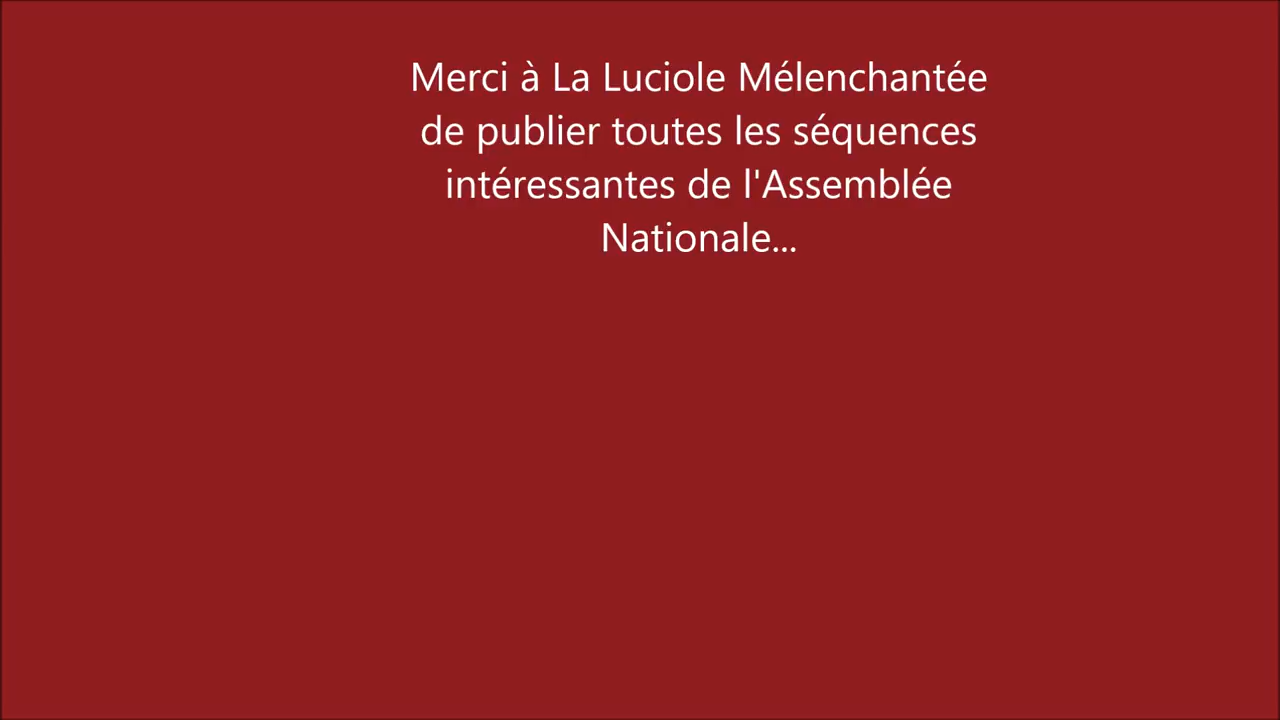 Merci à La Luciole Mélenchantée
de publier toutes les séquences
intéressantes de l'Assemblée
Nationale...